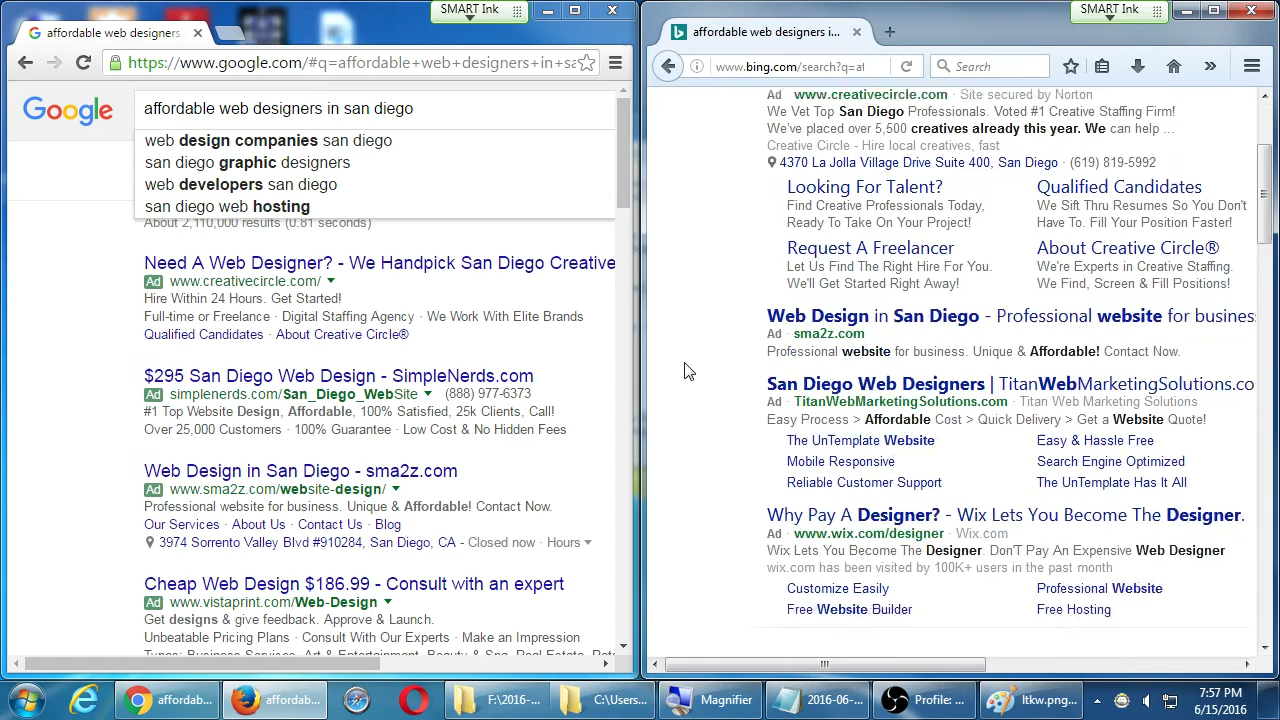 SMART Ink
affordable web designers
https://www.google.com/#q=affordable+web+designers+in+sa
Google
affordable web designers in san diego
web design companies san diego
san diego graphic designers
web developers san diego
san diego web hosting
About 2,110,000 results (0.81 seconds)
Need A Web Designer? - We Handpick San Diego Creative
Ad www.creativecircle.com/
Hire Within 24 Hours. Get Started!
Full-time or Freelance · Digital Staffing Agency · We Work With Elite Brands
Qualified Candidates · About Creative Circle®
$295 San Diego Web Design - SimpleNerds.com
Ad simplenerds.com/San_Diego_WebSite (888) 977-6373
#1 Top Website Design, Affordable, 100% Satisfied, 25k Clients, Call!
Over 25,000 Customers · 100% Guarantee · Low Cost & No Hidden Fees
Web Design in San Diego - sma2z.com
Ad www.sma2z.com/website-design/
Professional website for business. Unique & Affordable! Contact Now.
Our Services · About Us · Contact Us · Blog
3974 Sorrento Valley Blvd #910284, San Diego, CA - Closed now · Hours
Cheap Web Design $186.99 - Consult with an expert
Ad www.vistaprint.com/Web-Design
Get designs & give feedback. Approve & Launch.
Unbeatable Pricing Plans · Consult With Our Experts · Make an Impression
Types: Business Services, Art & Entertainment, Beauty & Spa, Real Estate, Ret
SMART Ink
affordable web designers i...
www.bing.com/search?q=af
Search
Ad · www.creativecircle.com · Site secured by Norton
We Vet Top San Diego Professionals. Voted #1 Creative Staffing Firm!
We've placed over 5,500 creatives already this year. We can help ...
Creative Circle - Hire local creatives, fast
4370 La Jolla Village Drive Suite 400, San Diego · (619) 819-5992
Looking For Talent? Qualified Candidates
Find Creative Professionals Today, We Sift Thru Resumes So You Don't
Ready To Take On Your Project! Have To. Fill Your Position Faster!
Request A Freelancer About Creative Circle®
Let Us Find The Right Hire For You. We're Experts in Creative Staffing.
We'll Get Started Right Away! We Find, Screen & Fill Positions!
Web Design in San Diego - Professional website for busines
Ad · sma2z.com
Professional website for business. Unique & Affordable! Contact Now.
San Diego Web Designers | TitanWebMarketingSolutions.co
Ad · TitanWebMarketingSolutions.com · Titan Web Marketing Solutions
Easy Process > Affordable Cost > Quick Delivery > Get a Website Quote!
The UnTemplate Website Easy & Hassle Free
Mobile Responsive Search Engine Optimized
Reliable Customer Support The UnTemplate Has It All
Why Pay A Designer? - Wix Lets You Become The Designer.
Ad · www.wix.com/designer · Wix.com
Wix Lets You Become The Designer. Don'T Pay An Expensive Web Designer
wix.com has been visited by 100K+ users in the past month
Customize Easily Professional Website
Free Website Builder Free Hosting
affordab... affordab... F:\2016-... C:\Users... Magnifier 2016-06-... Profile: ... ltkw.png...
7:57 PM
6/15/2016